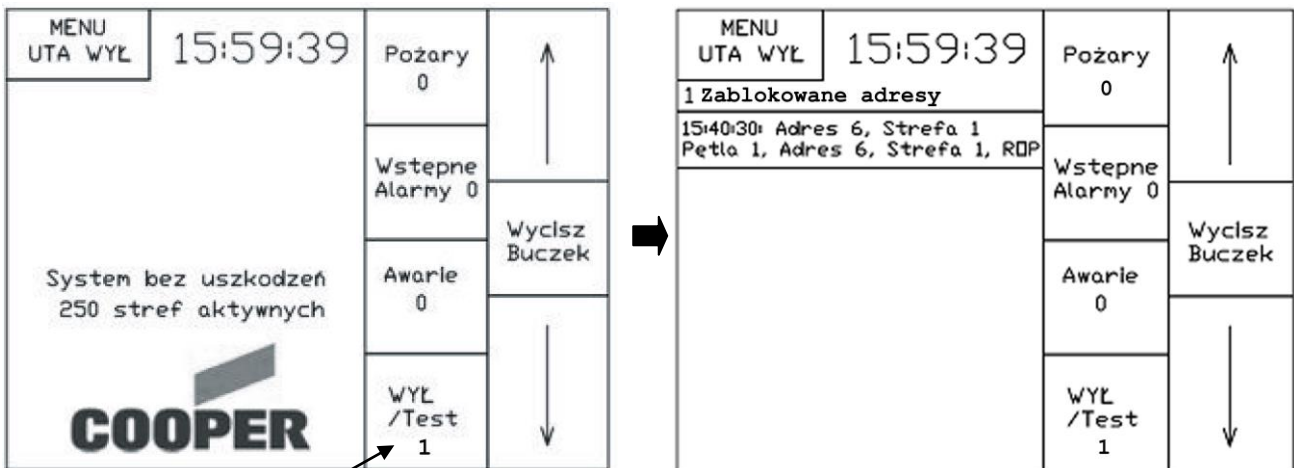 MENU
UTA WYŁ
15:59:39
Pożary
0
Wstępne
Alarmy 0
Wycisz
Buczek
System bez uszkodzeń
250 stref aktywnych
Awarie
0
COOPER
WYŁ
/Test
1
MENU
UTA WYŁ
15:59:39
Pożary
0
1 Zablokowane adresy
15:40:30: Adres 6, Strefa 1
Pętla 1, Adres 6, Strefa 1, ROP
Wstępne
Alarmy 0
Wycisz
Buczek
Awarie
0
WYŁ
/Test
1